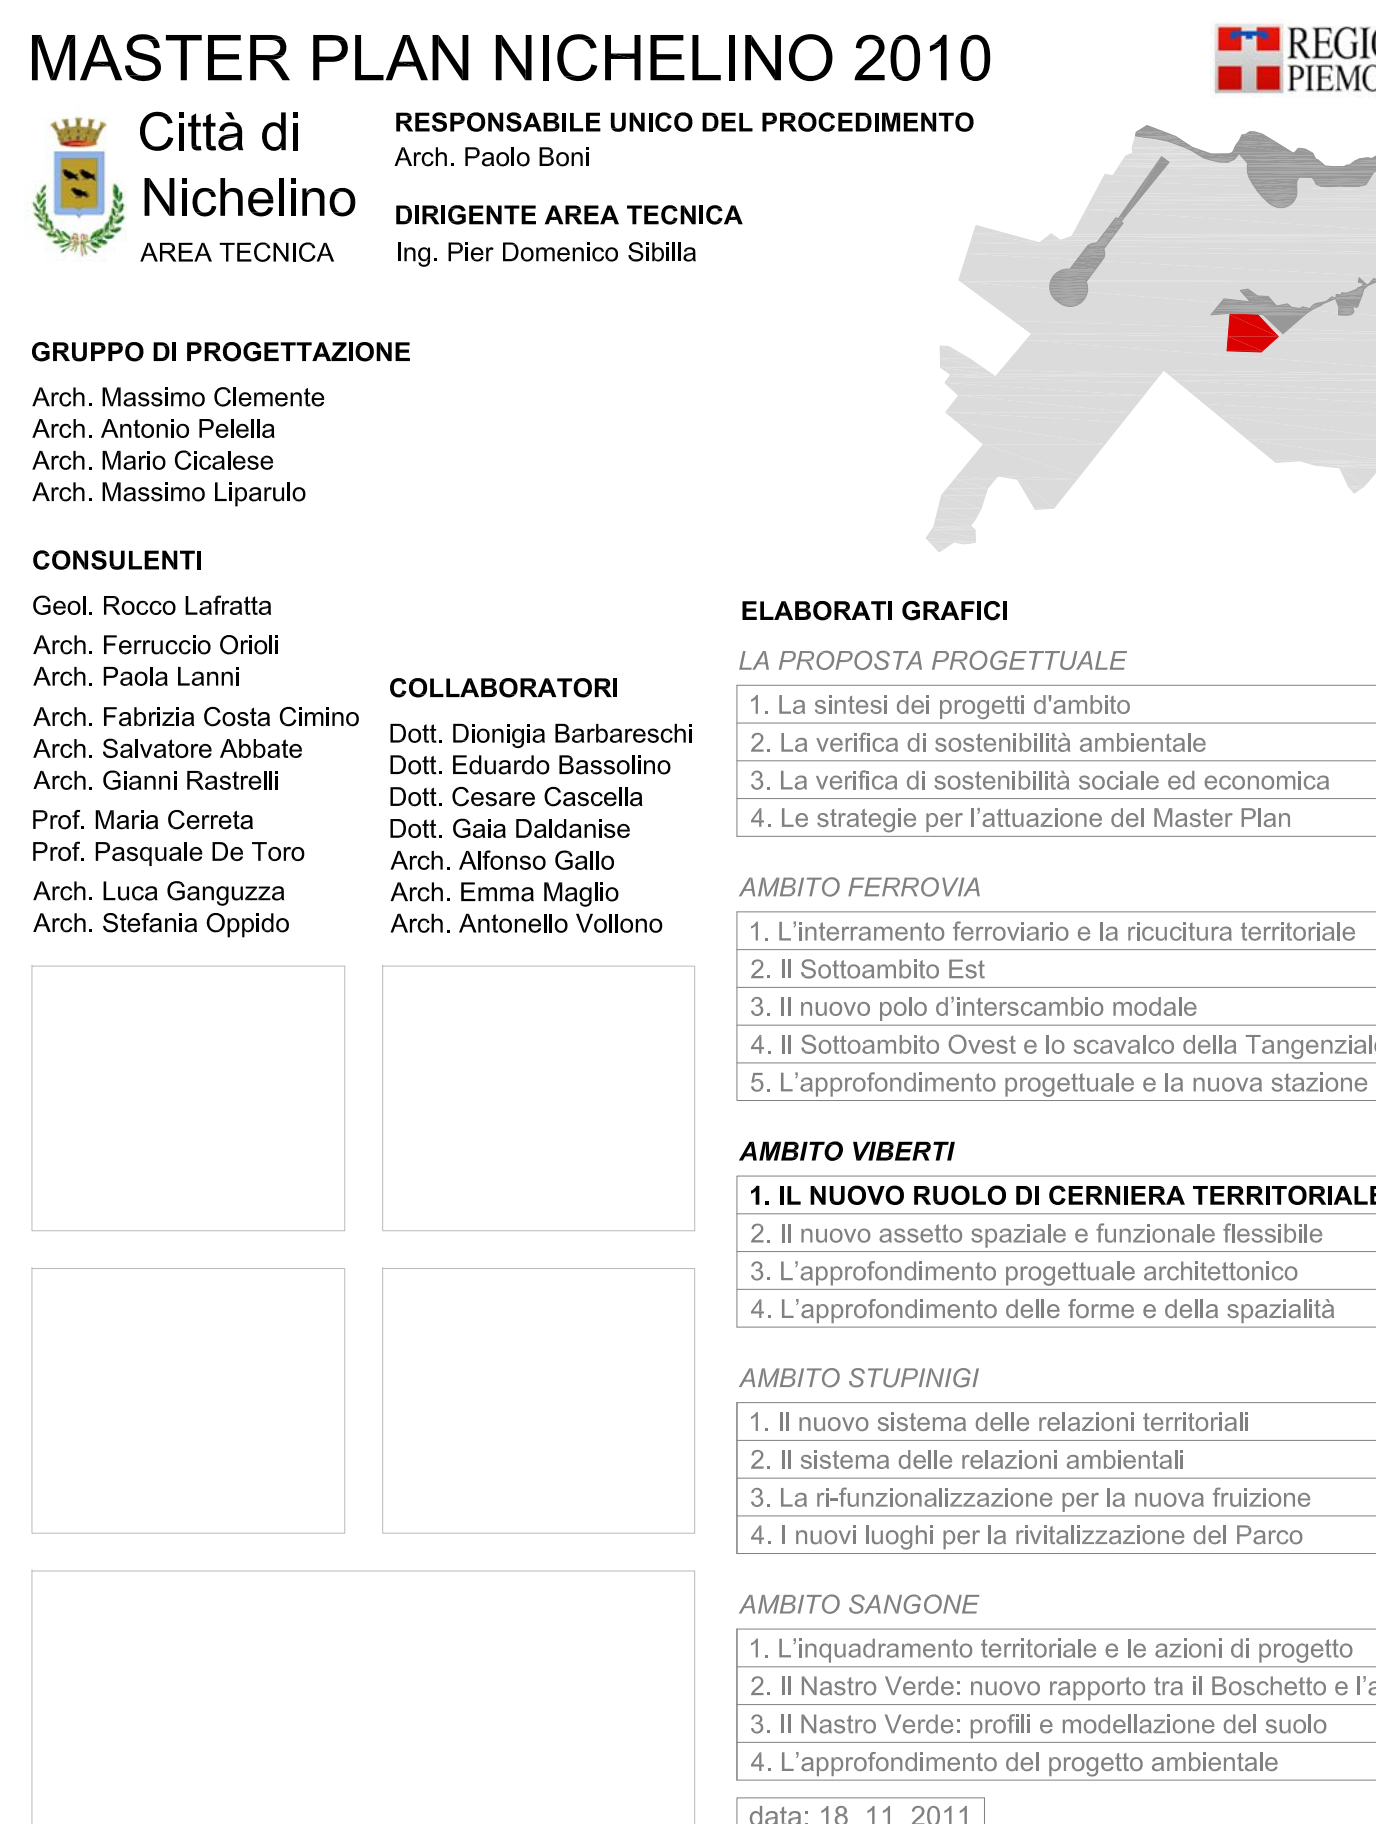 MASTER PLAN NICHELINO 2010
Città di
Nichelino
AREA TECNICA
RESPONSABILE UNICO DEL PROCEDIMENTO
Arch. Paolo Boni
DIRIGENTE AREA TECNICA
Ing. Pier Domenico Sibilla
GRUPPO DI PROGETTAZIONE
Arch. Massimo Clemente
Arch. Antonio Pelella
Arch. Mario Cicalese
Arch. Massimo Liparulo
CONSULENTI
Geol. Rocco Lafratta
Arch. Ferruccio Orioli
Arch. Paola Lanni
Arch. Fabrizia Costa Cimino
Arch. Salvatore Abbate
Arch. Gianni Rastrelli
Prof. Maria Cerreta
Prof. Pasquale De Toro
Arch. Luca Ganguzza
Arch. Stefania Oppido
COLLABORATORI
Dott. Dionigia Barbareschi
Dott. Eduardo Bassolino
Dott. Cesare Cascella
Dott. Gaia Daldanise
Arch. Alfonso Gallo
Arch. Emma Maglio
Arch. Antonello Vollono
ELABORATI GRAFICI
LA PROPOSTA PROGETTUALE
1. La sintesi dei progetti d'ambito
2. La verifica di sostenibilità ambientale
3. La verifica di sostenibilità sociale ed economica
4. Le strategie per l’attuazione del Master Plan
AMBITO FERROVIA
1. L’interramento ferroviario e la ricucitura territoriale
2. Il Sottoambito Est
3. Il nuovo polo d’interscambio modale
4. Il Sottoambito Ovest e lo scavalco della Tangenziale
5. L’approfondimento progettuale e la nuova stazione
AMBITO VIBERTI
1. IL NUOVO RUOLO DI CERNIERA TERRITORIALE
2. Il nuovo assetto spaziale e funzionale flessibile
3. L’approfondimento progettuale architettonico
4. L’approfondimento delle forme e della spazialità
AMBITO STUPINIGI
1. Il nuovo sistema delle relazioni territoriali
2. Il sistema delle relazioni ambientali
3. La ri-funzionalizzazione per la nuova fruizione
4. I nuovi luoghi per la rivitalizzazione del Parco
AMBITO SANGONE
1. L’inquadramento territoriale e le azioni di progetto
2. Il Nastro Verde: nuovo rapporto tra il Boschetto e l’a
3. Il Nastro Verde: profili e modellazione del suolo
4. L’approfondimento del progetto ambientale
data: 18_11_2011